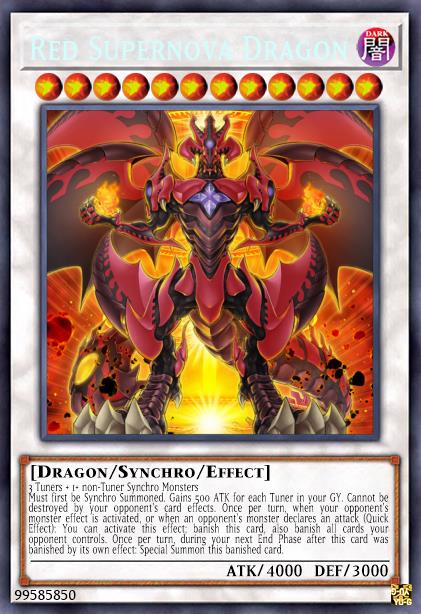 Red Supernova Dragon
DARK
闇
[Dragon/Synchro/Effect]
3 Tuners + 1+ non-Tuner Synchro Monsters
Must first be Synchro Summoned. Gains 500 ATK for each Tuner in your GY. Cannot be
destroyed by your opponent's card effects. Once per turn, when your opponent's
monster effect is activated, or when an opponent's monster declares an attack (Quick
Effect): You can activate this effect; banish this card, also banish all cards your
opponent controls. Once per turn, during your next End Phase after this card was
banished by its own effect: Special Summon this banished card.
ATK/4000 DEF/3000
99585850